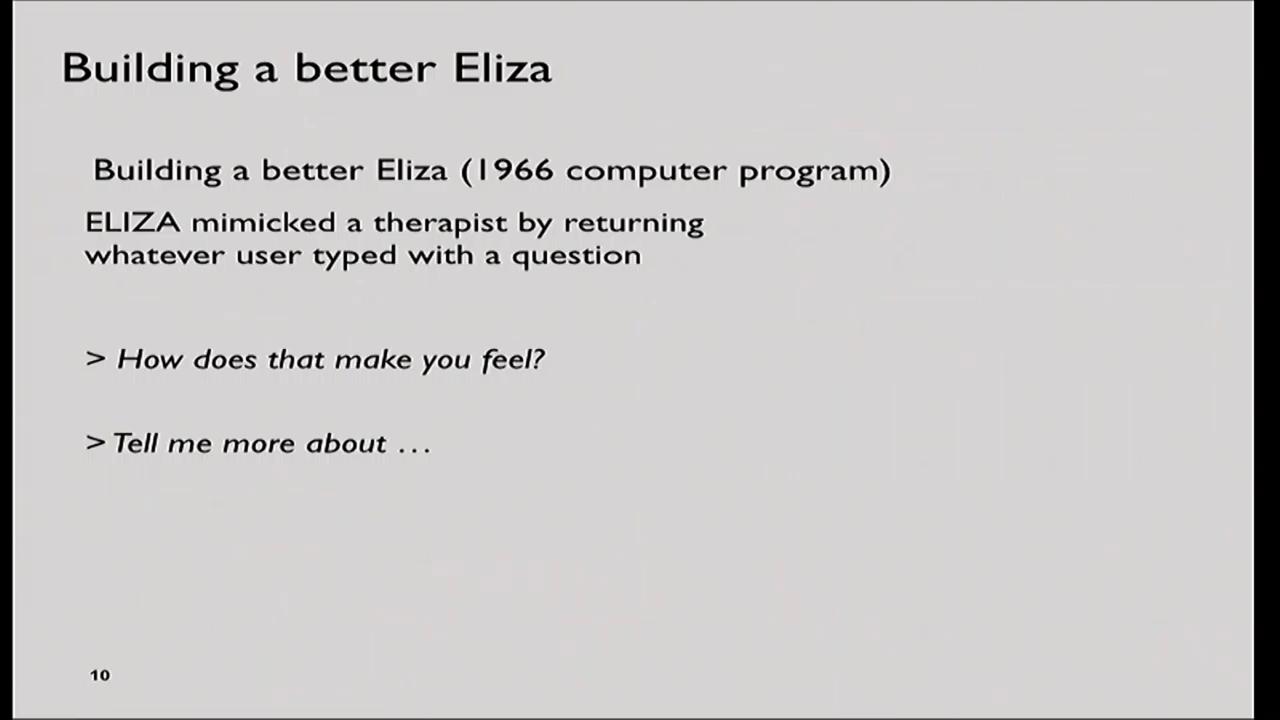 Building a better Eliza
Building a better Eliza (1966 computer program)
ELIZA mimicked a therapist by returning
whatever user typed with a question
> How does that make you feel?
> Tell me more about ...
10